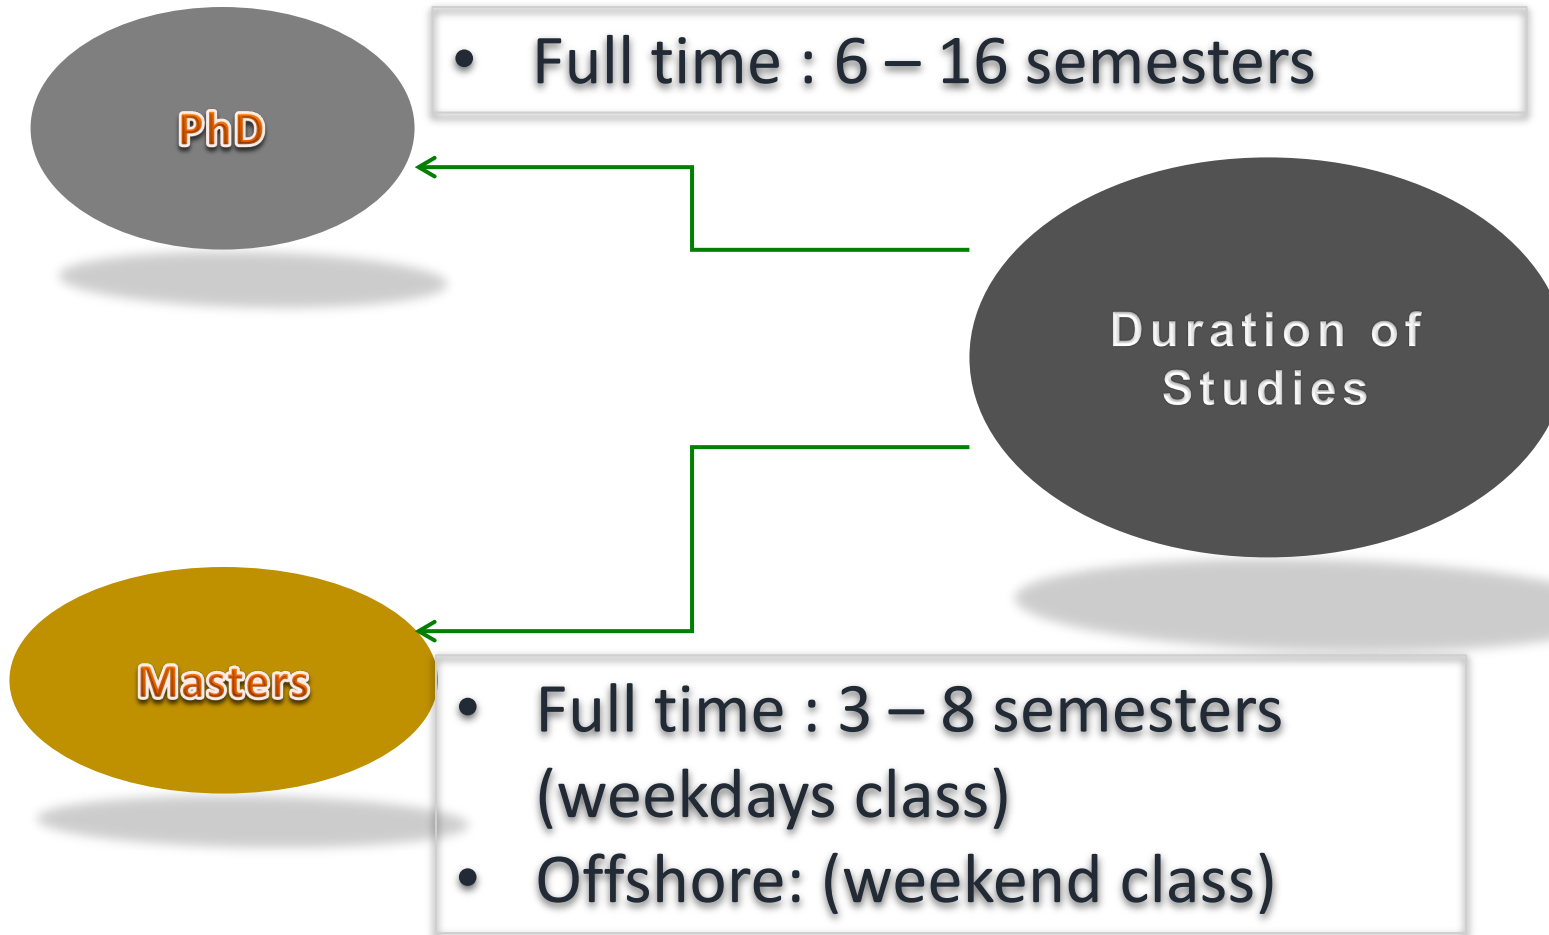 • Full time : 6 – 16 semesters
PhD
Duration of
Studies
Masters
• Full time : 3 – 8 semesters
(weekdays class)
• Offshore: (weekend class)